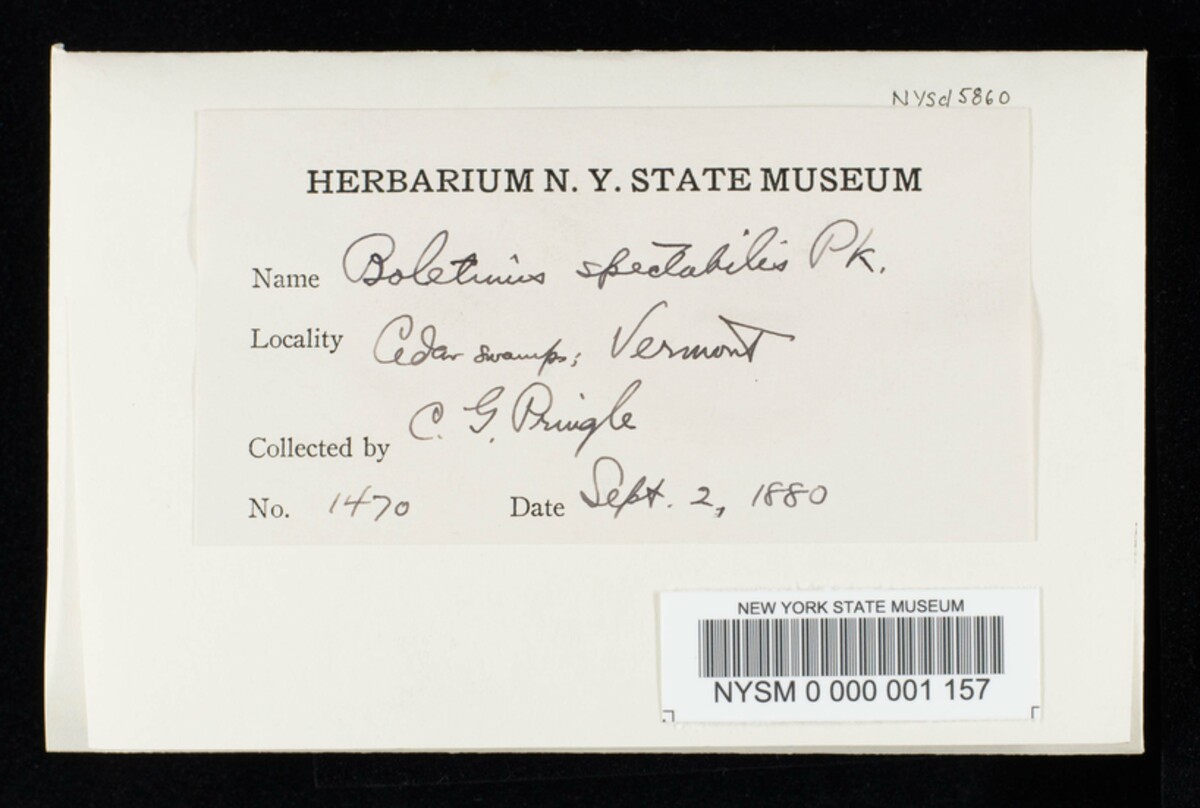 NYSd 5860
HERBARIUM N. Y. STATE MUSEUM
Name Boletinus spectabilis Pk.
Locality Cedar swamps; Vermont
Collected by C. G. Pringle
No. 1470 Date Sept. 2, 1880
NEW YORK STATE MUSEUM
NYSM 0 000 001 157